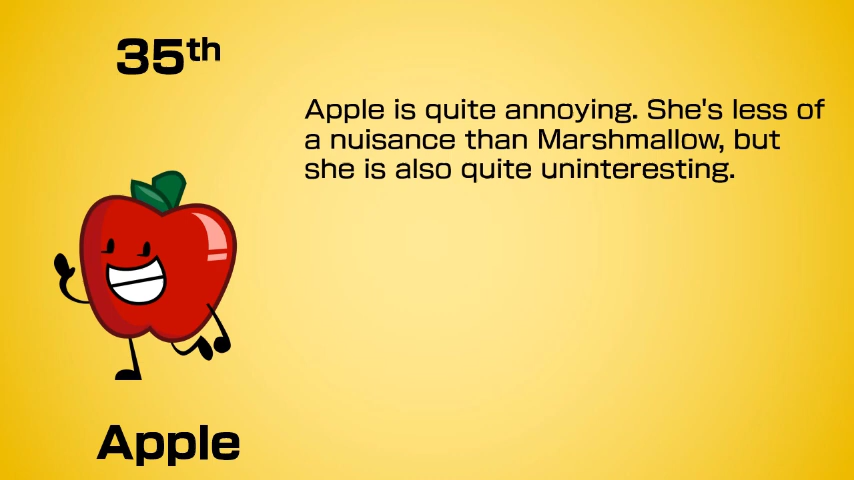 35th
Apple is quite annoying. She's less of
a nuisance than Marshmallow, but
she is also quite uninteresting.
Apple